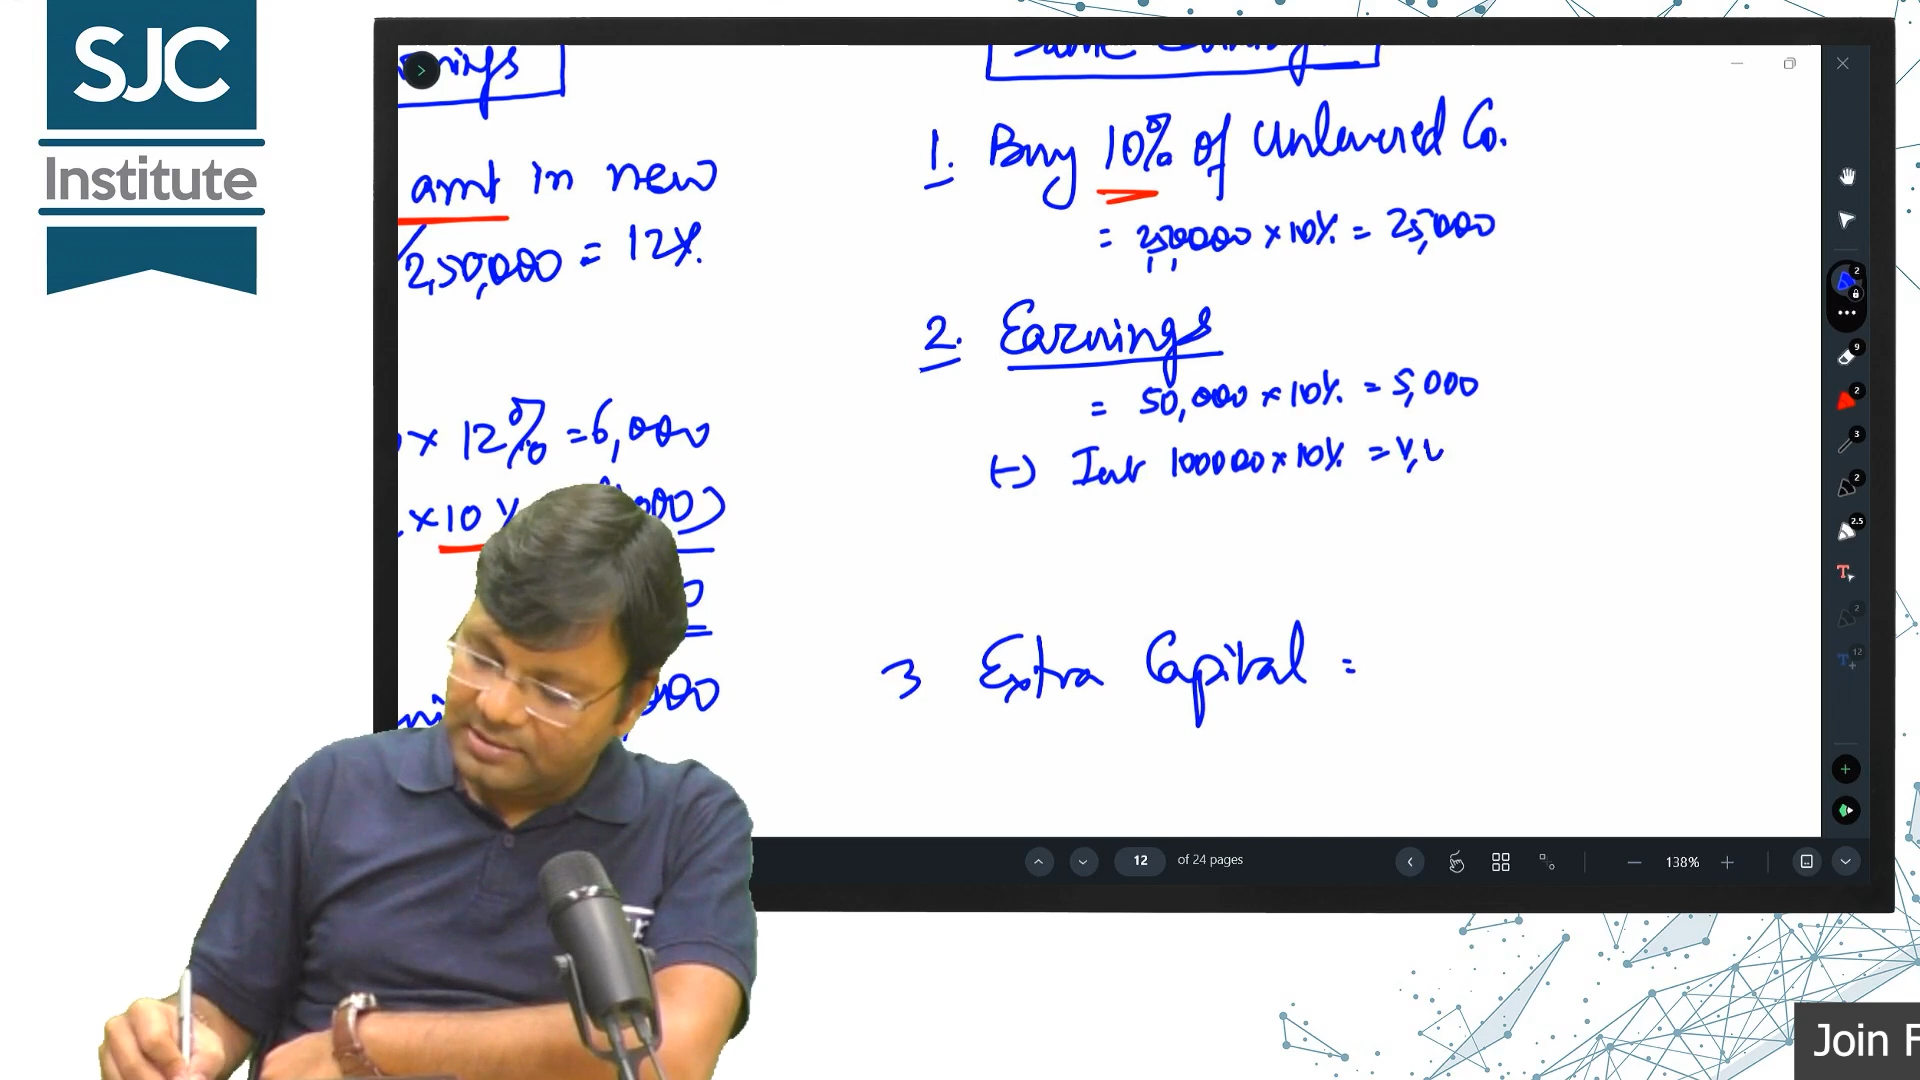 SJC
Institute
amt in new
/2,50,000 = 12%.
x 12% = 6,000
x 10%
1. Buy 10% of Unlevered Co.
= 2,50,000 x 10% = 25,000
2. Earnings
= 50,000 x 10% = 5,000
(-) Int 100000 x 10% =
3 Extra Capital =
12 of 24 pages
138%
Join F